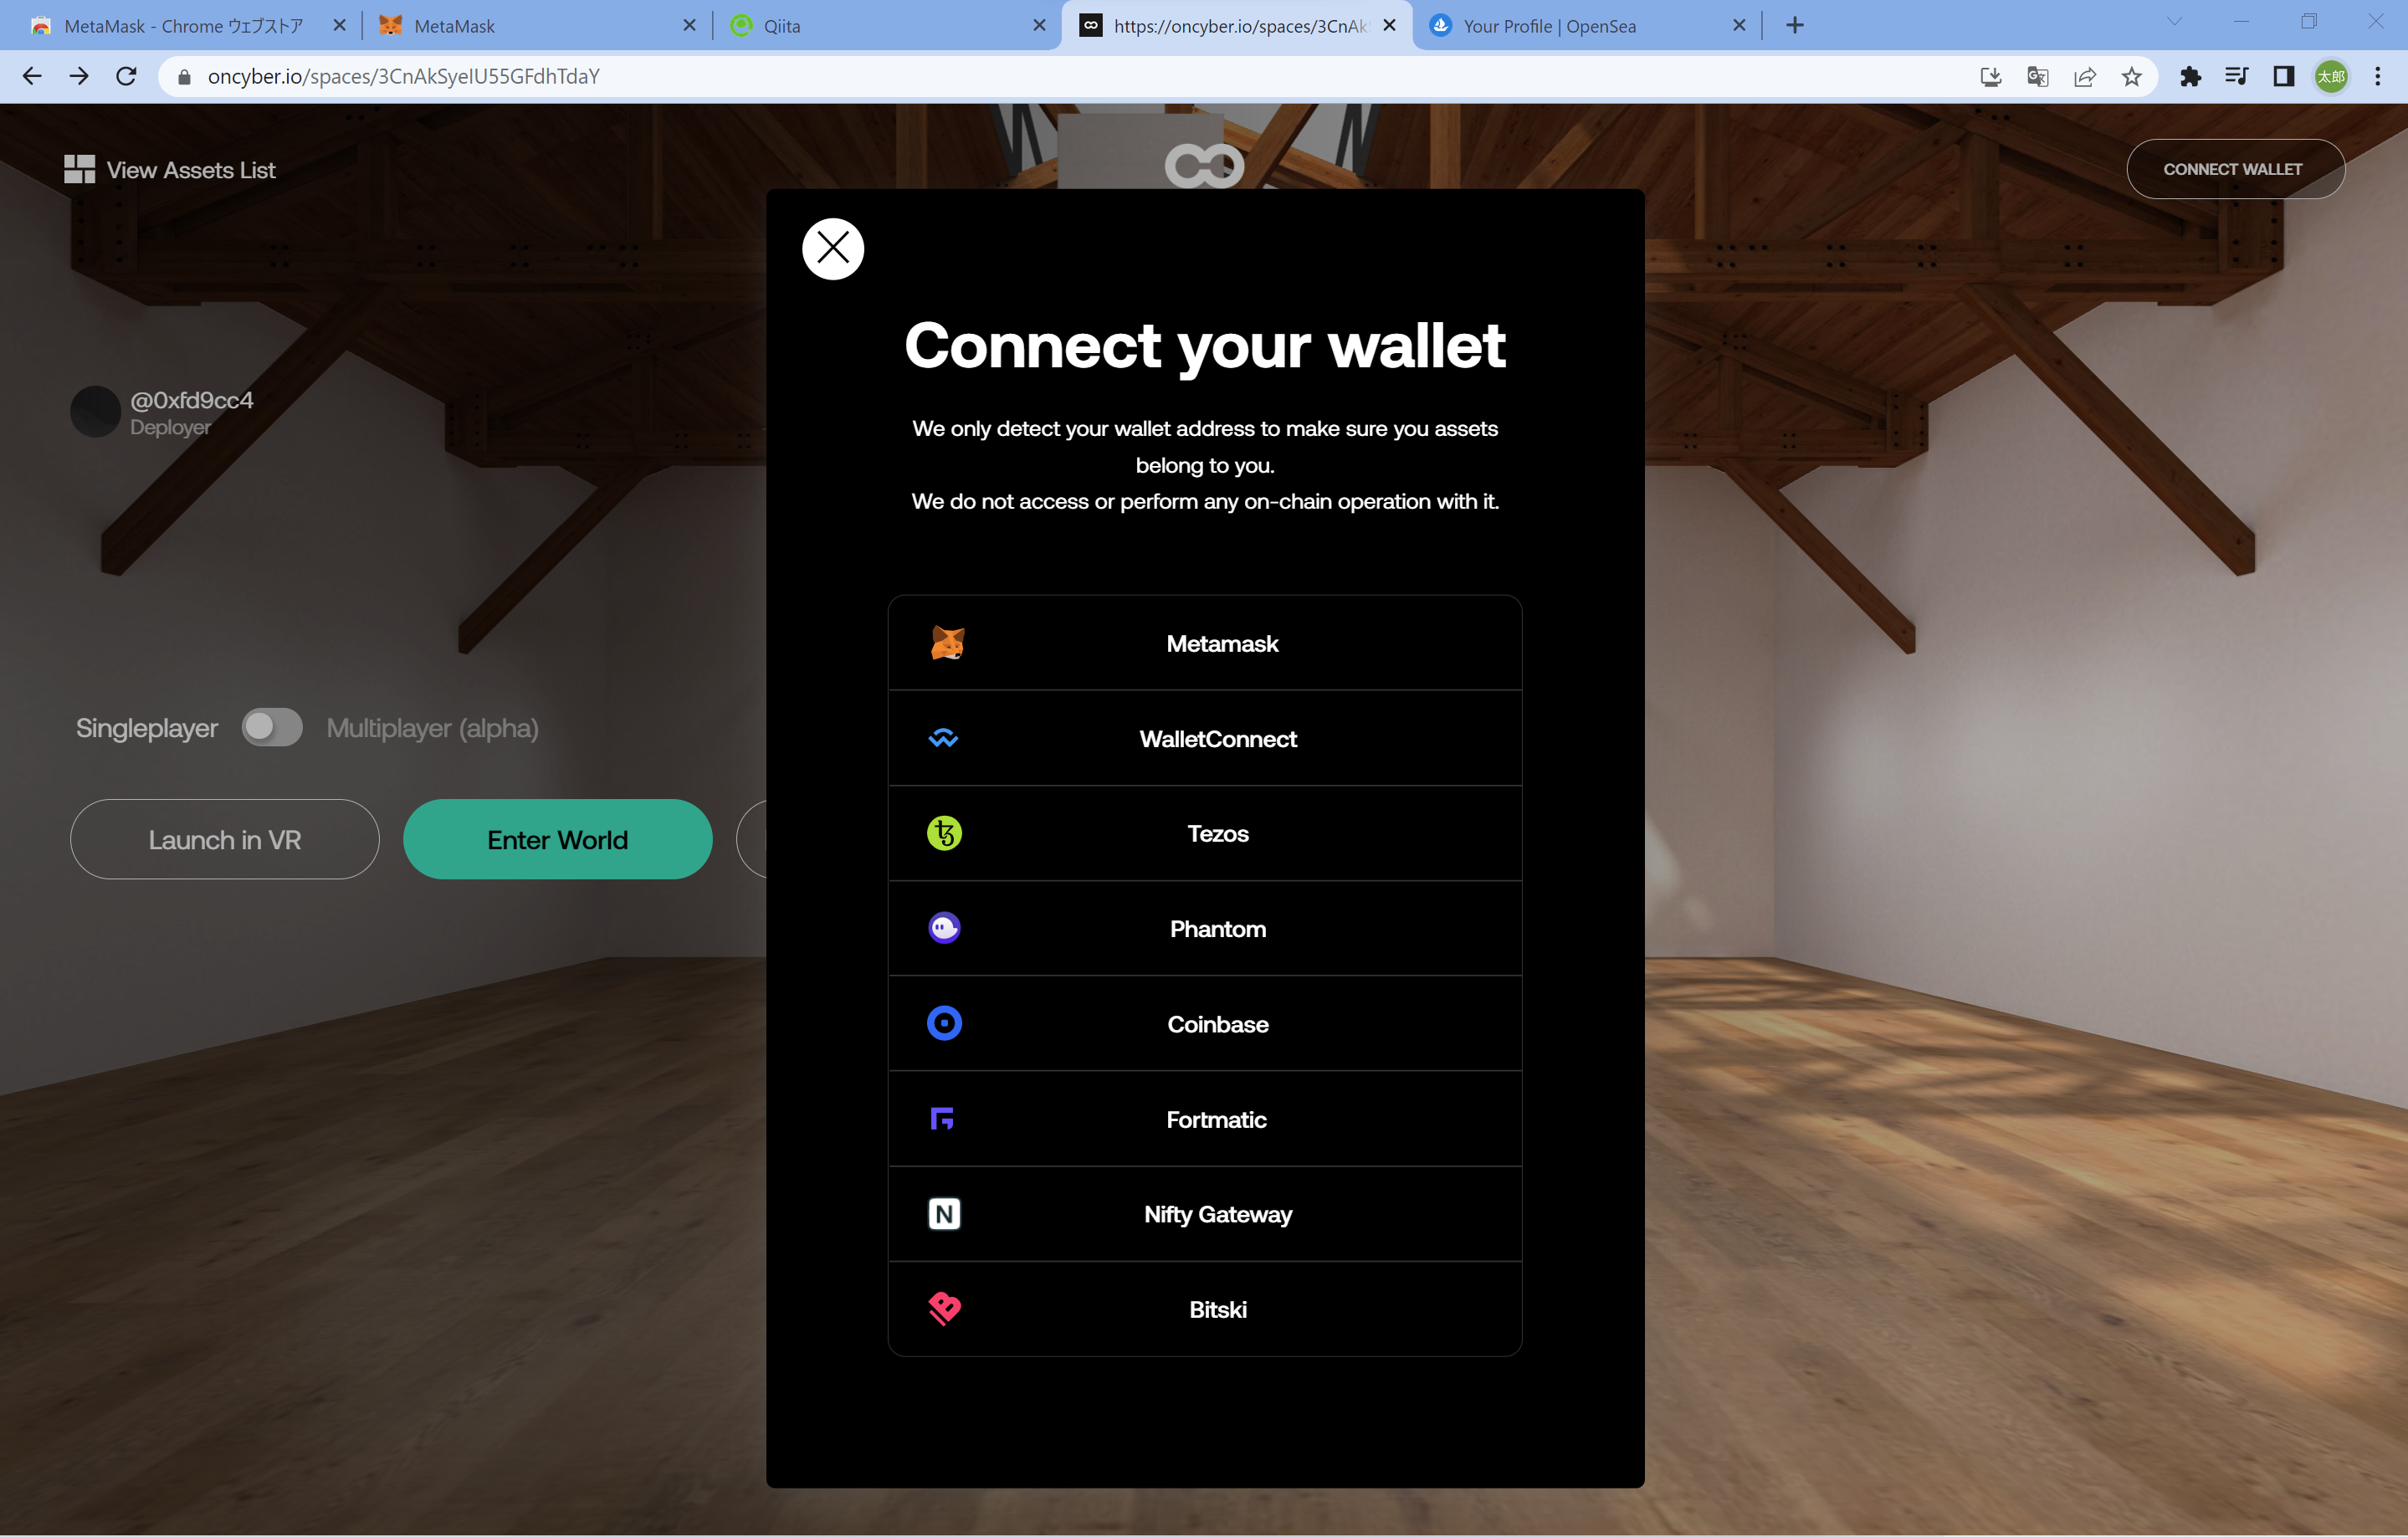 MetaMask - Chrome ウェブストア
MetaMask
Qiita
https://oncyber.io/spaces/3CnAkS
Your Profile | OpenSea
oncyber.io/spaces/3CnAkSyeIU55GFdhTdaY
太郎
View Assets List
CONNECT WALLET
@0xfd9cc4
Deployer
Singleplayer
Multiplayer (alpha)
Launch in VR
Enter World
Connect your wallet
We only detect your wallet address to make sure you assets
belong to you.
We do not access or perform any on-chain operation with it.
Metamask
WalletConnect
Tezos
Phantom
Coinbase
Fortmatic
N
Nifty Gateway
Bitski